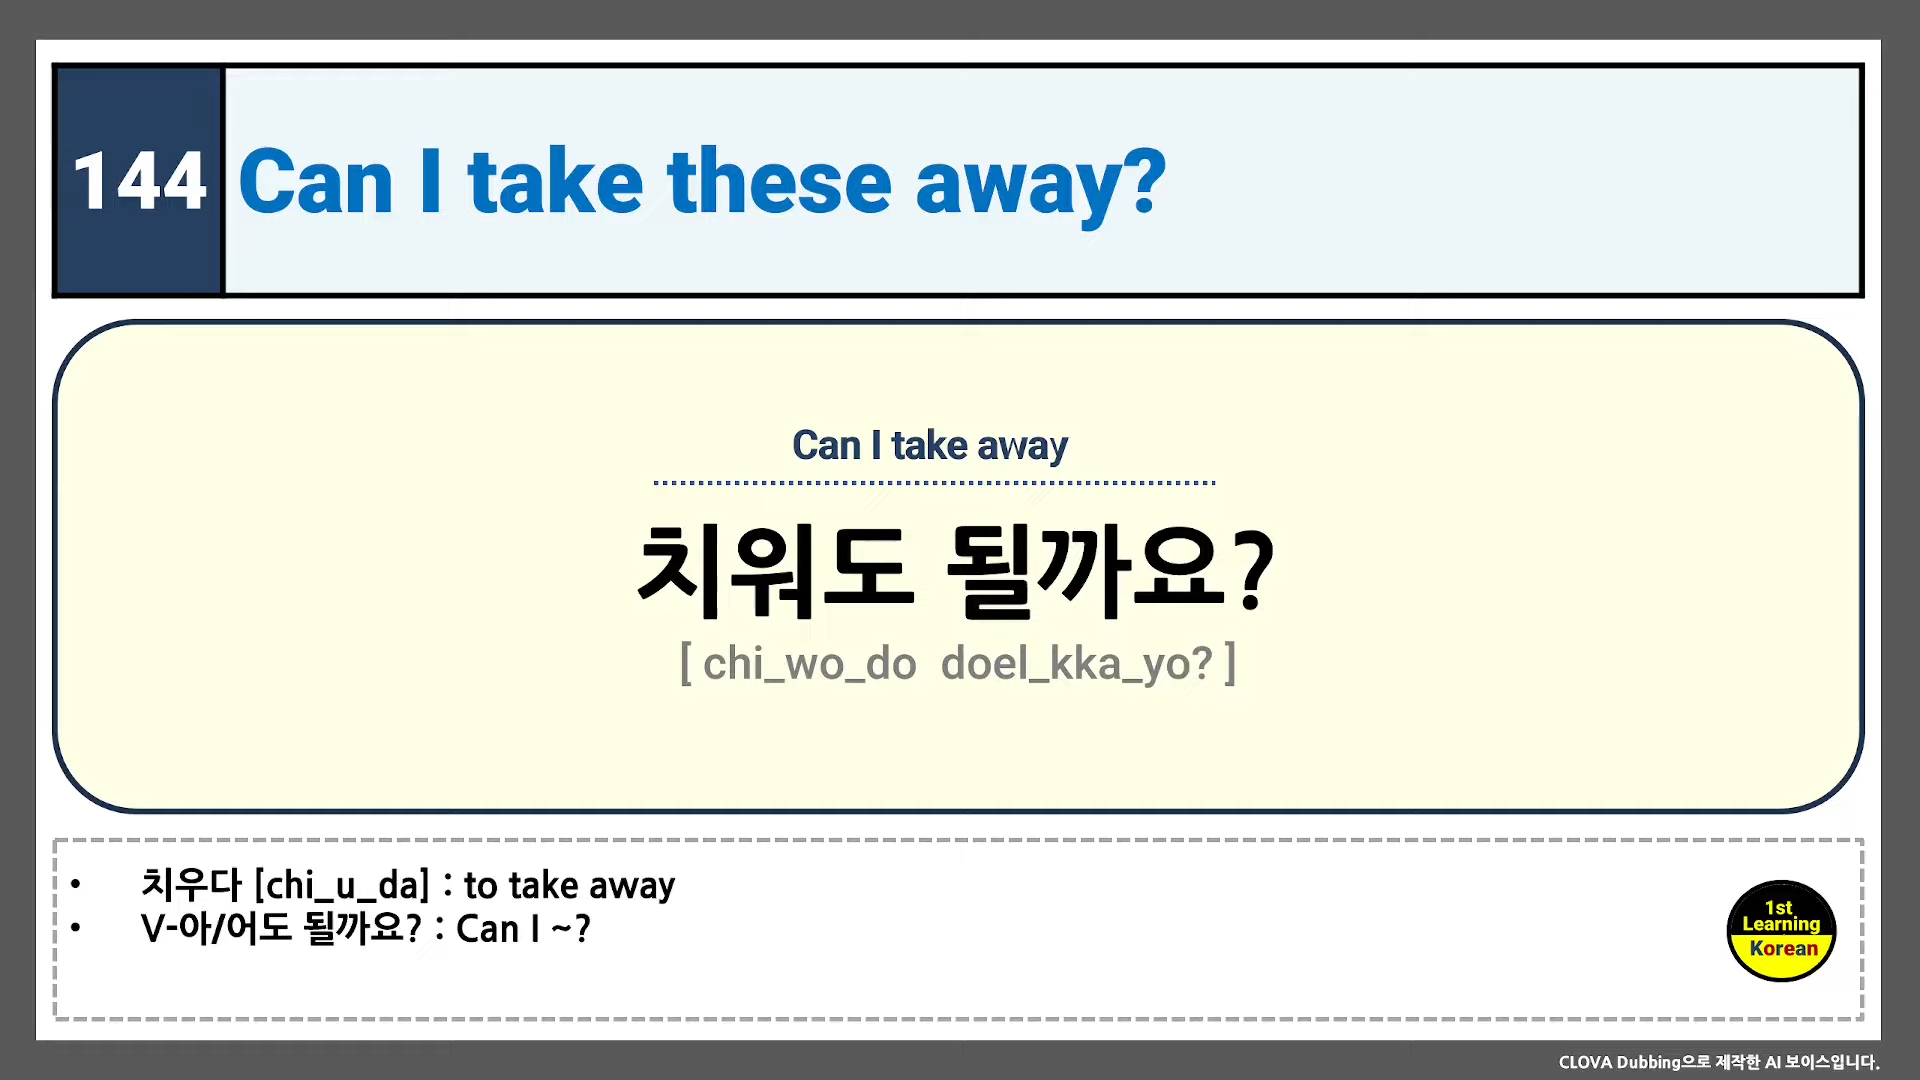 144
Can I take these away?
Can I take away
치워도 될까요?
[ chi_wo_do doel_kka_yo? ]
• 치우다 [chi_u_da] : to take away
• V-아/어도 될까요? : Can I ~?
1st
Learning
Korean
CLOVA Dubbing으로 제작한 AI 보이스입니다.